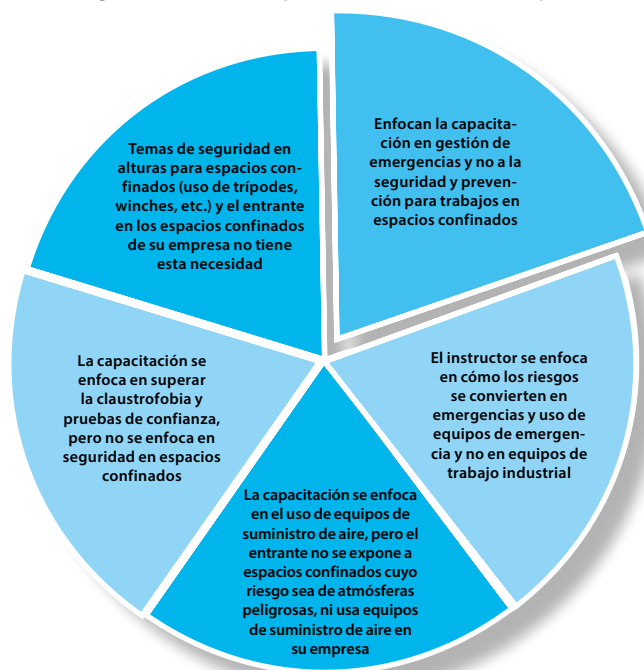 Enfocan la capacita-
ción en gestión de
emergencias y no a la
seguridad y preven-
ción para trabajos en
espacios confinados
El instructor se enfoca
en cómo los riesgos
se convierten en
emergencias y uso de
equipos de emergen-
cia y no en equipos de
trabajo industrial
La capacitación se enfoca
en el uso de equipos de
suministro de aire, pero el
entrante no se expone a
espacios confinados cuyo
riesgo sea de atmósferas
peligrosas, ni usa equipos
de suministro de aire en
su empresa
La capacitación se
enfoca en superar
la claustrofobia y
pruebas de confianza,
pero no se enfoca en
seguridad en espacios
confinados
Temas de seguridad en
alturas para espacios con-
finados (uso de trípodes,
winches, etc.) y el entrante
en los espacios confinados
de su empresa no tiene
esta necesidad